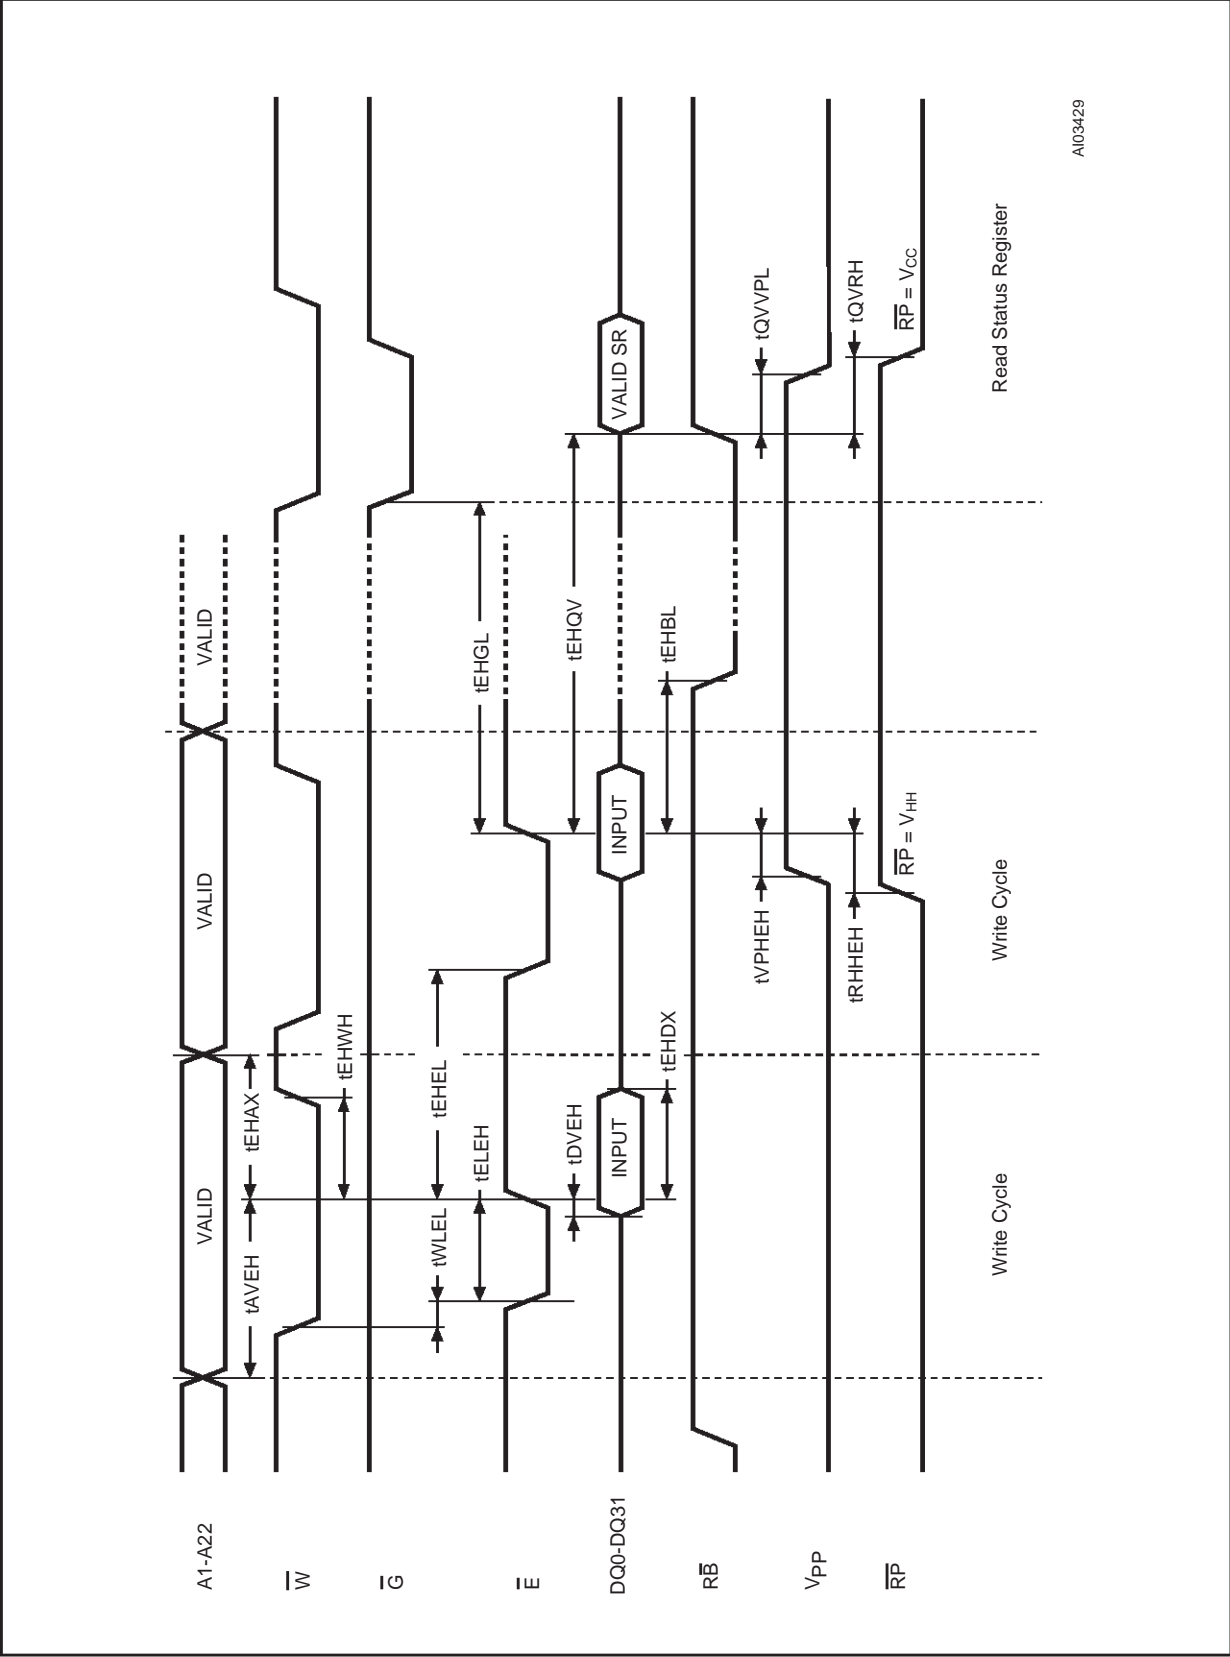 A1-A22
VALID
VALID
VALID
tAVEH
tEHAX
W
tEHWH
G
tWLEL
tEHEL
E
tELEH
tEHGL
tDVEH
tEHQV
DQ0-DQ31
INPUT
INPUT
VALID SR
tEHDX
tEHBL
RB
tVPHEH
tQVVPL
VPP
tRHHEH
tQVRH
RP
RP = VHH
RP = VCC
Write Cycle
Write Cycle
Read Status Register
AI03429